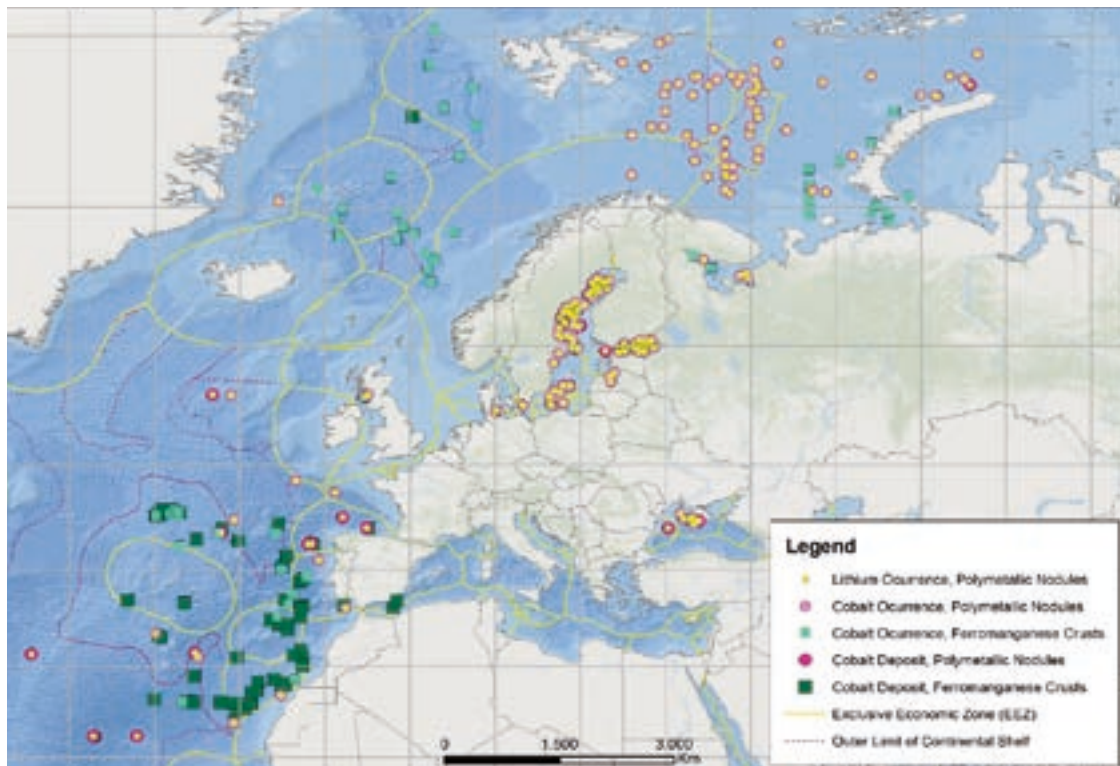 Legend
Lithium Ocurrence, Polymetallic Nodules
Cobalt Ocurrence, Polymetallic Nodules
Cobalt Ocurrence, Ferromanganese Crusts
Cobalt Deposit, Polymetallic Nodules
Cobalt Deposit, Ferromanganese Crusts
Exclusive Economic Zone (EEZ)
Outer Limit of Continental Shelf
0 1.500 3.000
Km